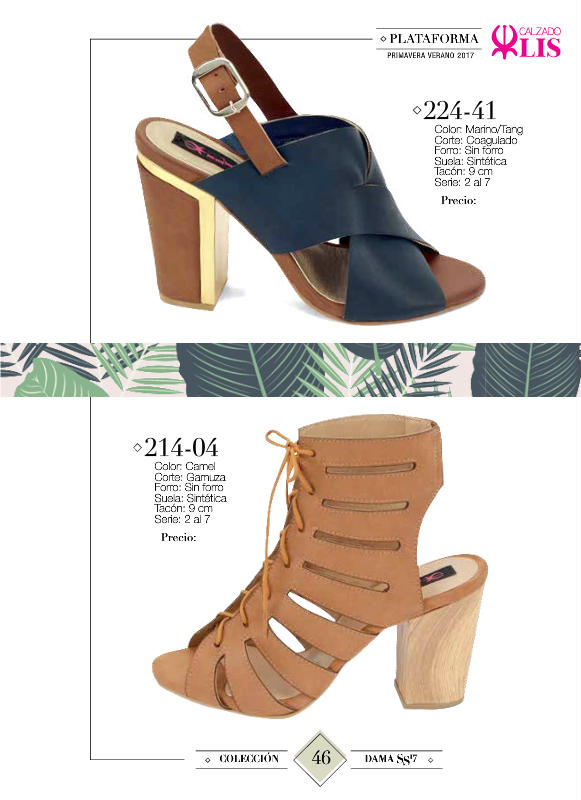 PLATAFORMA
PRIMAVERA VERANO 2017
CALZADO
LIS
224-41
Color: Marino/Tang
Corte: Coagulado
Forro: Sin forro
Suela: Sintética
Tacón: 9 cm
Serie: 2 al 7
Precio:
214-04
Color: Camel
Corte: Gamuza
Forro: Sin forro
Suela: Sintética
Tacón: 9 cm
Serie: 2 al 7
Precio:
COLECCIÓN
46
DAMA SS'7